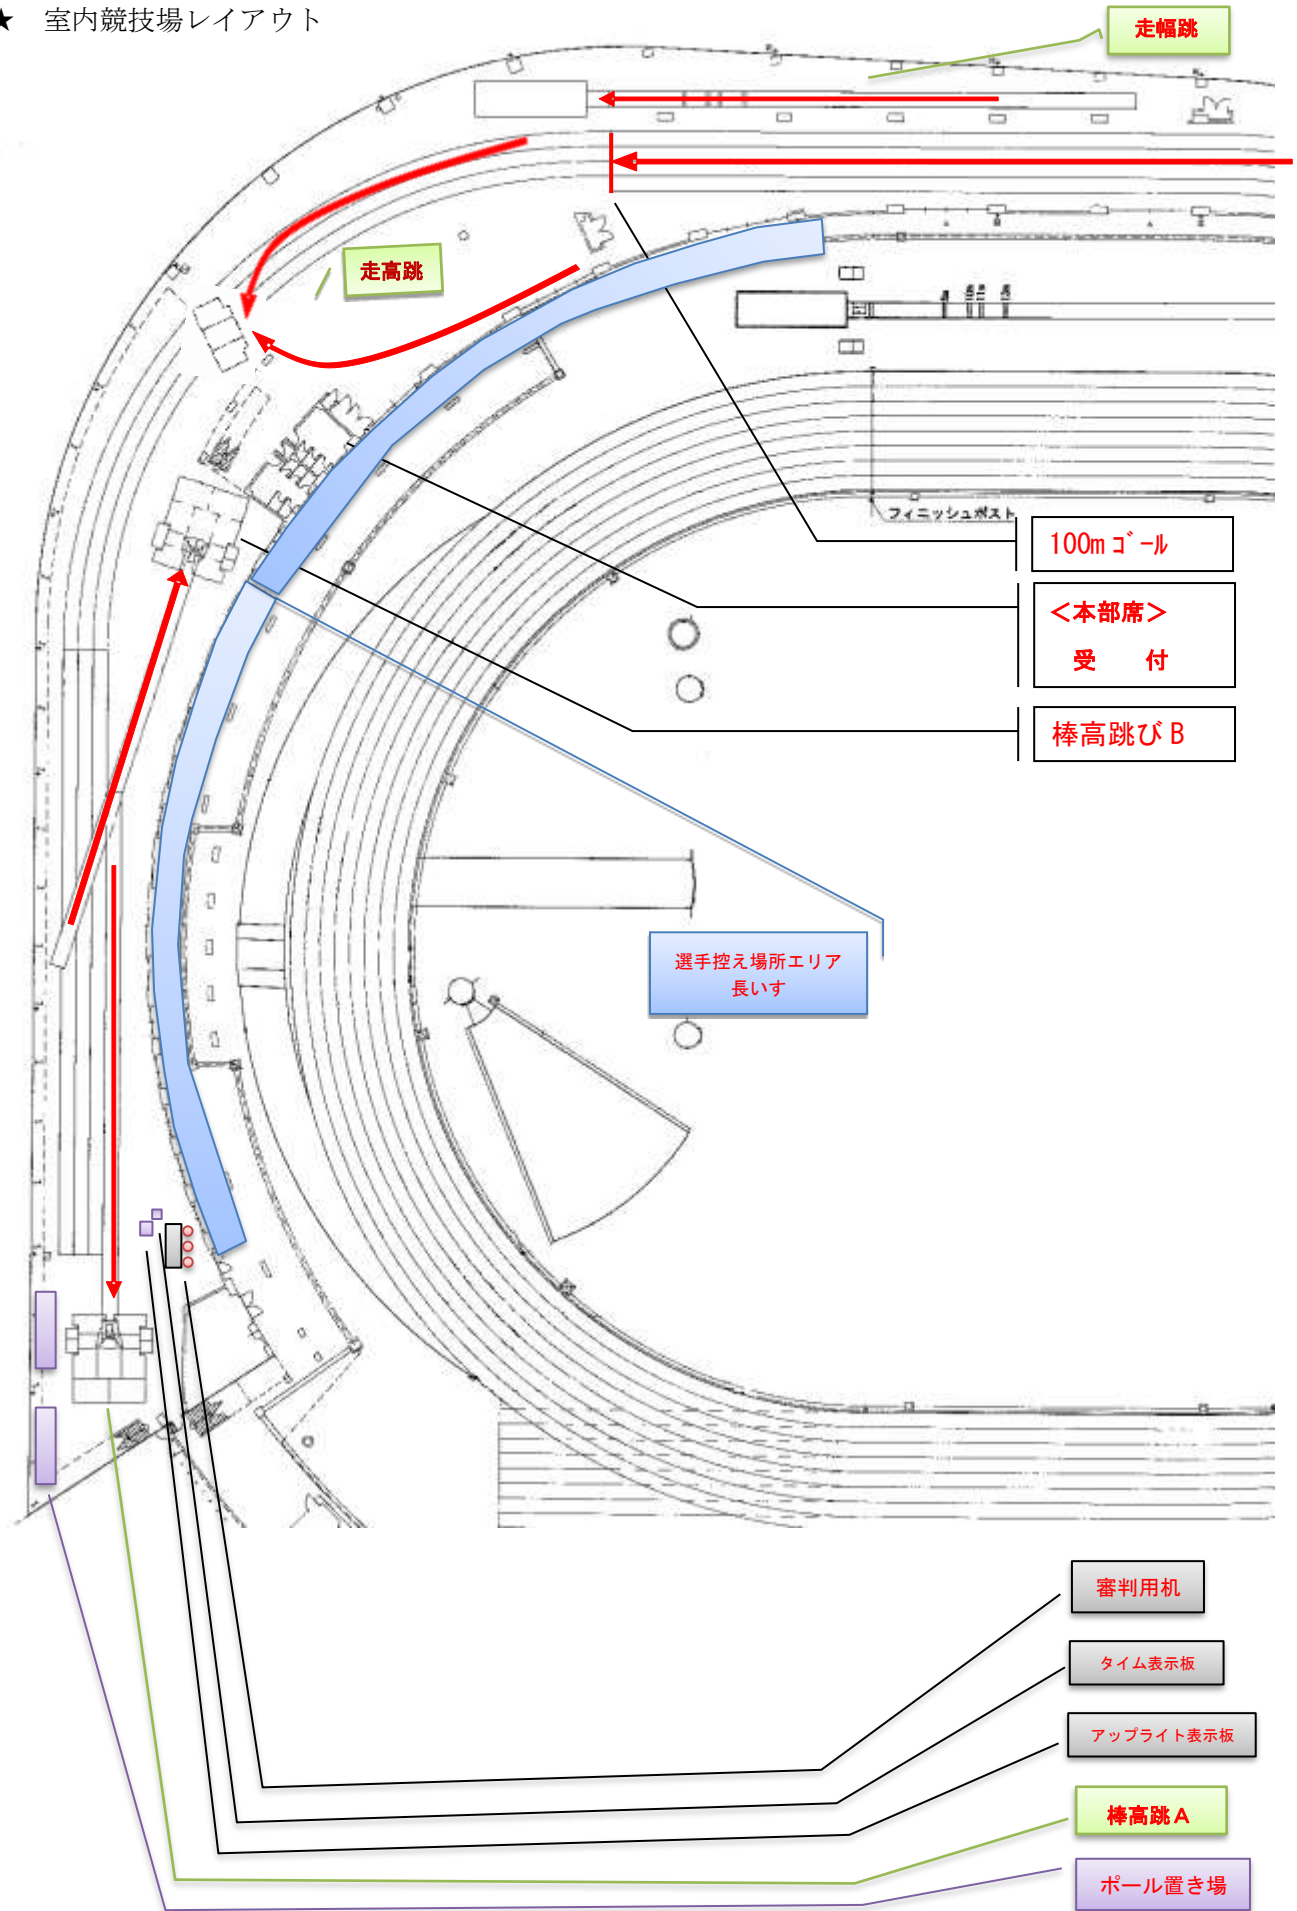 ★　室内競技場レイアウト
走幅跳
走高跳
フィニッシュポスト
100mｺﾞｰﾙ
＜本部席＞
受　　付
棒高跳び B
選手控え場所エリア
長いす
審判用机
タイム表示板
アップライト表示板
棒高跳 A
ポール置き場